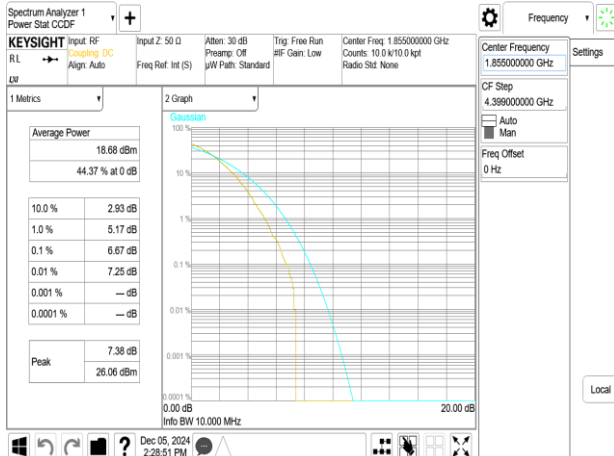 Spectrum Analyzer 1
Power Stat CCDF
KEYSIGHT
RL
LXI
Input: RF
Coupling: DC
Align: Auto
Input Z: 50 Ω
Freq Ref: Int (S)
Atten: 30 dB
Preamp: Off
µW Path: Standard
Trig: Free Run
#IF Gain: Low
Center Freq: 1.855000000 GHz
Counts: 10.0 k/10.0 kpt
Radio Std: None
1 Metrics
Average Power
18.68 dBm
44.37 % at 0 dB
10.0 % 2.93 dB
1.0 % 5.17 dB
0.1 % 6.67 dB
0.01 % 7.25 dB
0.001 % --- dB
0.0001 % --- dB
Peak
7.38 dB
26.06 dBm
2 Graph
Gaussian
100 %
10 %
1 %
0.1 %
0.01 %
0.001 %
0.0001 %
0.00 dB
20.00 dB
Info BW 10.000 MHz
Dec 05, 2024
2:28:51 PM
Frequency
Center Frequency
1.855000000 GHz
CF Step
4.399000000 GHz
Auto
Man
Freq Offset
0 Hz
Settings
Local